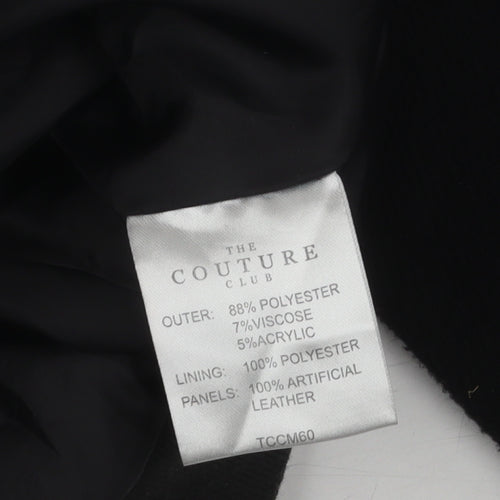 THE
COUTURE
CLUB
OUTER: 88% POLYESTER
7%VISCOSE
5%ACRYLIC
LINING: 100% POLYESTER
PANELS: 100% ARTIFICIAL
LEATHER
TCCM60